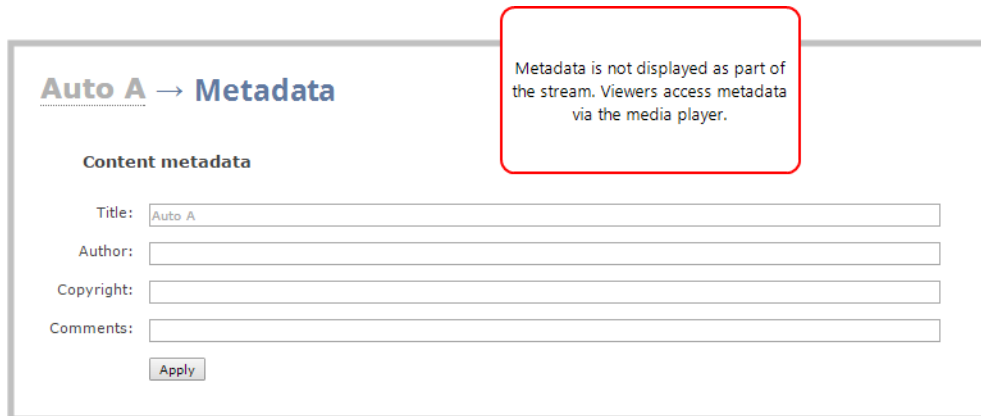 Metadata is not displayed as part of
the stream. Viewers access metadata
via the media player.
Auto A → Metadata
Content metadata
Title: Auto A
Author:
Copyright:
Comments:
Apply